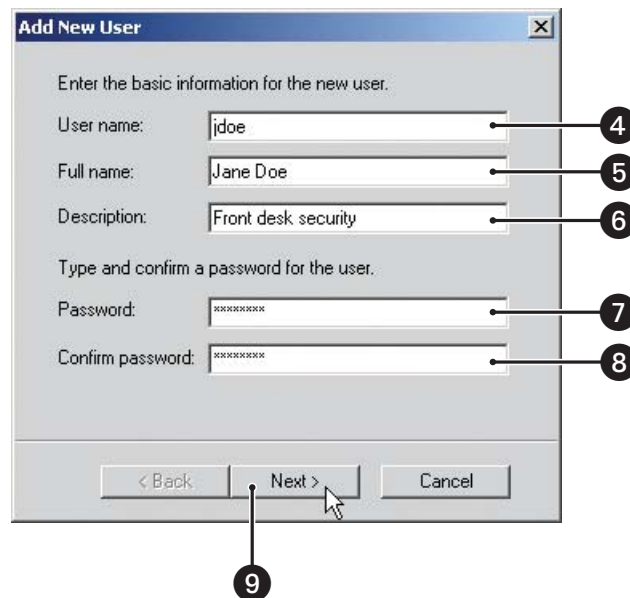 Add New User
Enter the basic information for the new user.
User name: jdoe 4
Full name: Jane Doe 5
Description: Front desk security 6
Type and confirm a password for the user.
Password: ******** 7
Confirm password: ******** 8
< Back Next > Cancel
9